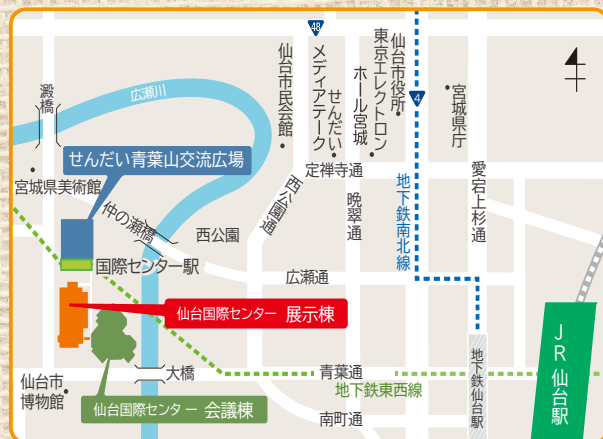 48
仙台市民会館
せんだい
メディアテーク
東京エレクトロン
ホール宮城
仙台市役所
4
宮城県庁
澱橋
広瀬川
せんだい青葉山交流広場
宮城県美術館
仲の瀬橋
西公園
西公園通
定禅寺通
晩翠通
地下鉄南北線
愛宕上杉通
国際センター駅
広瀬通
仙台国際センター 展示棟
大橋
青葉通
地下鉄東西線
地下鉄仙台駅
JR仙台駅
仙台市
博物館
仙台国際センター 会議棟
南町通